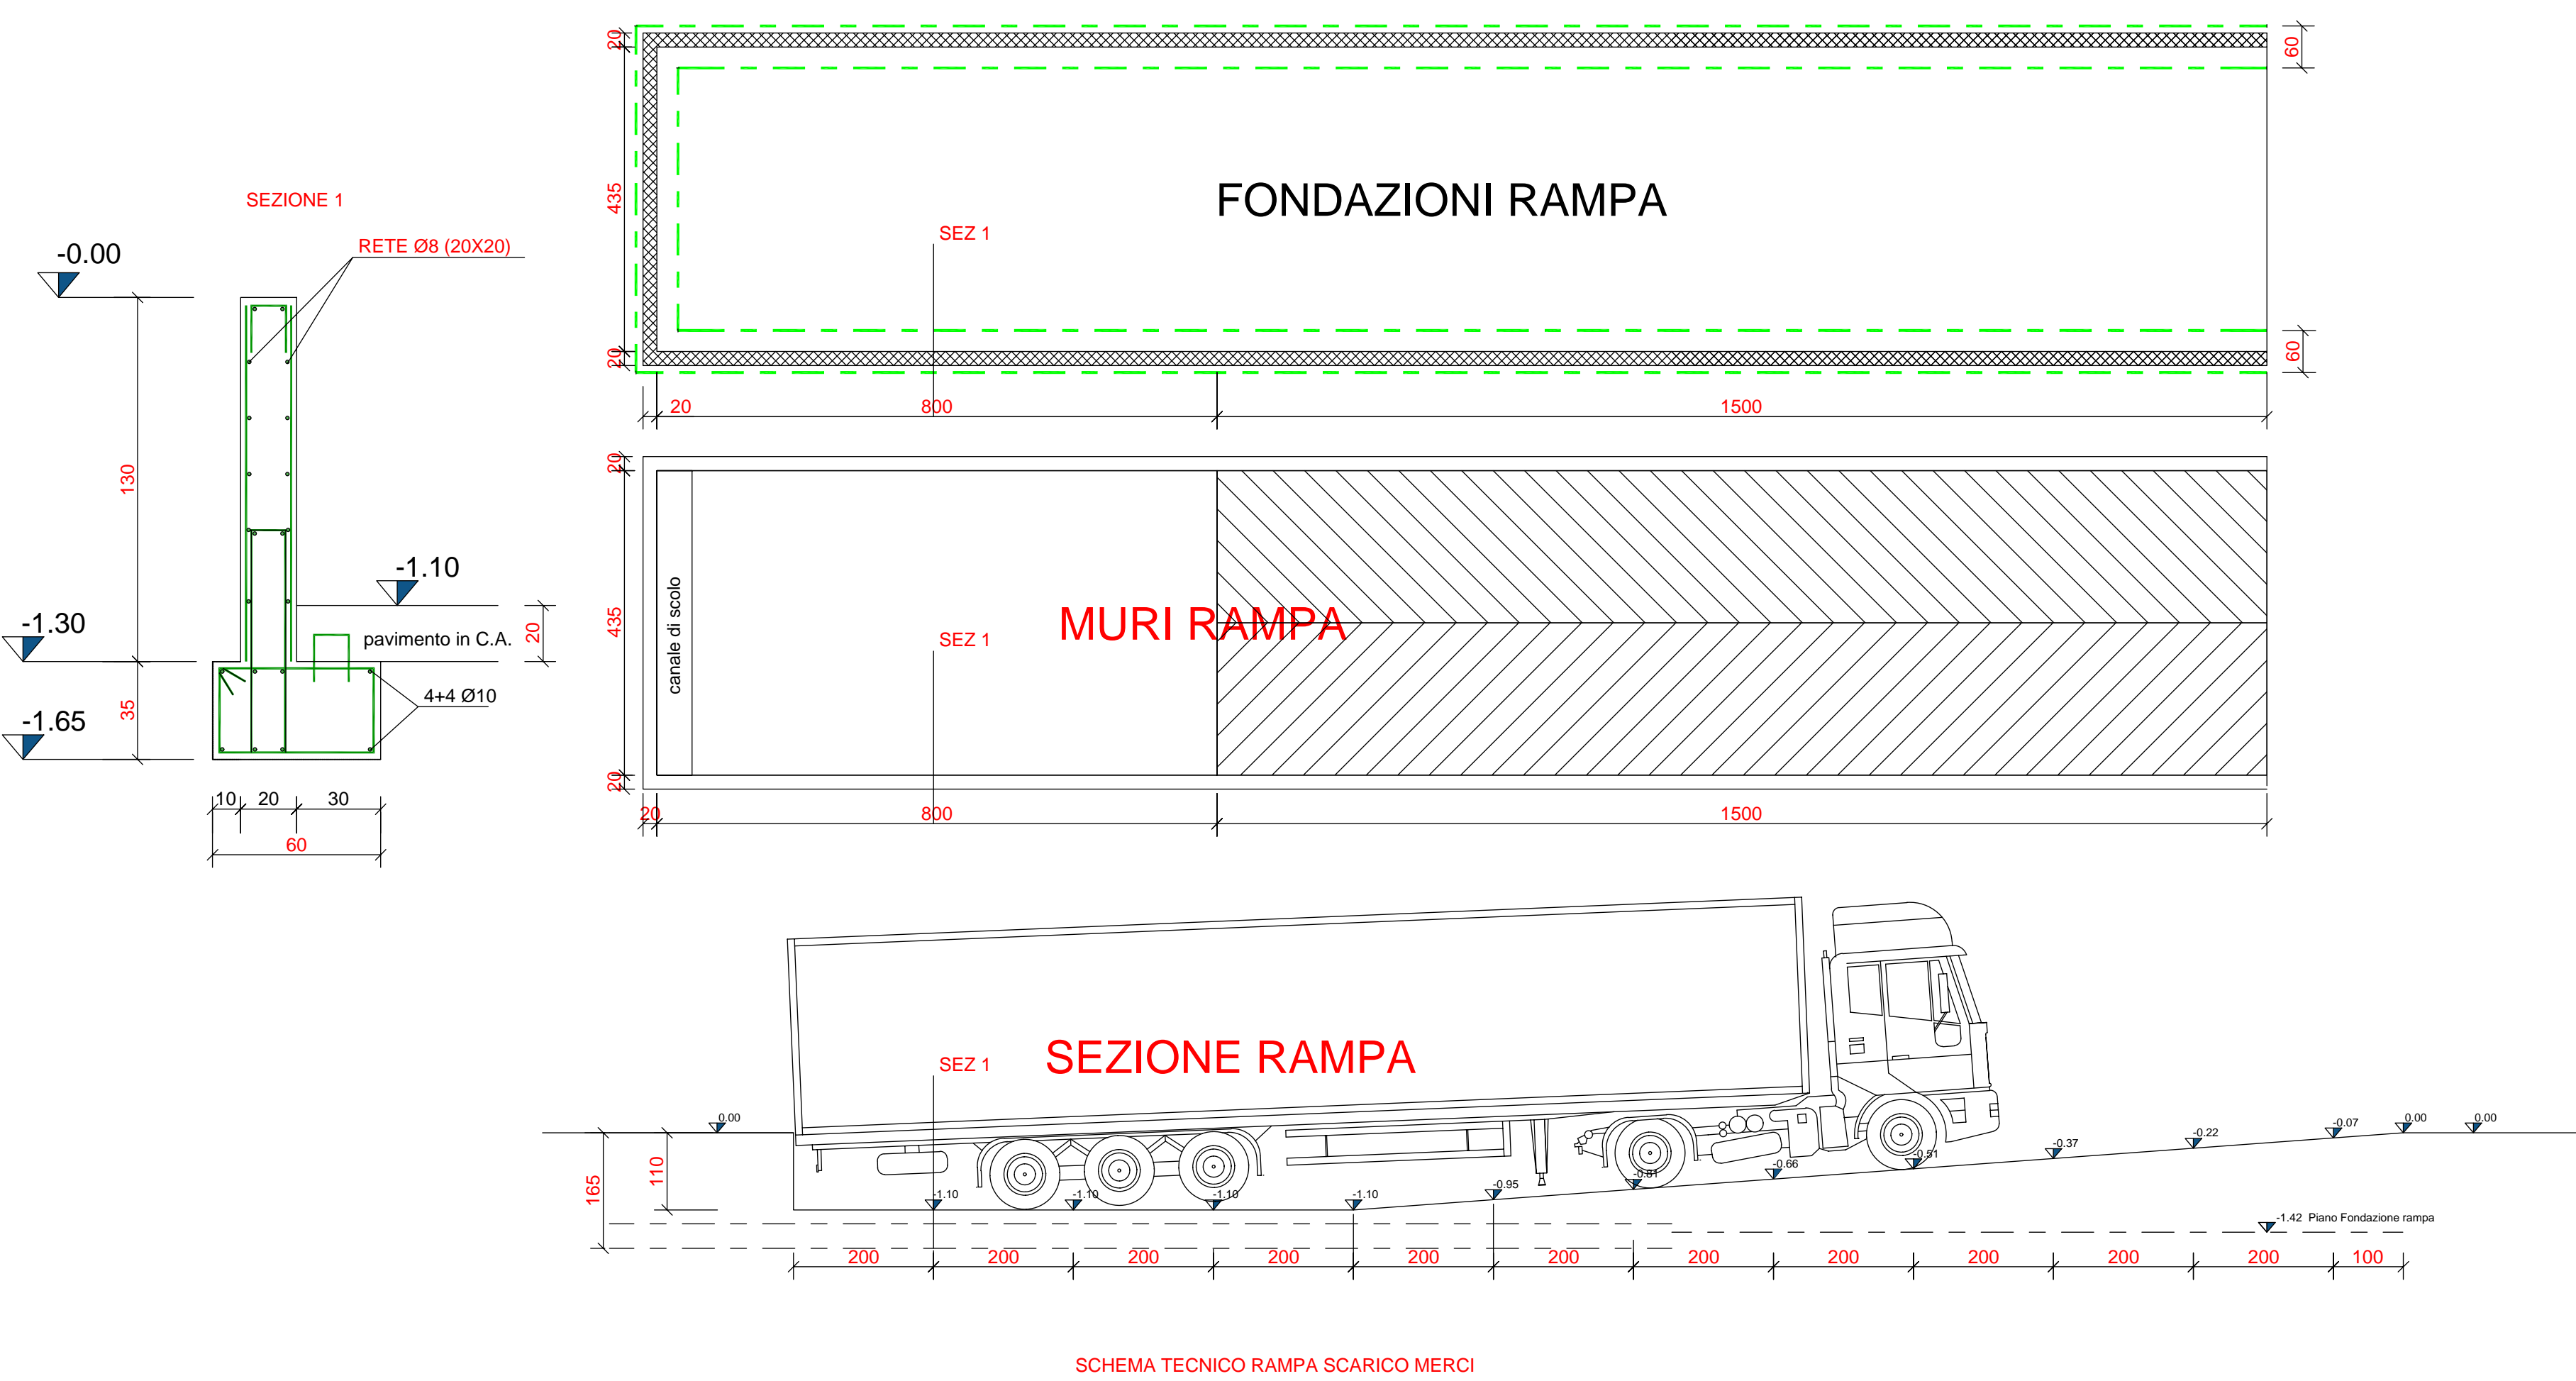 SEZIONE 1
RETE Ø8 (20X20)
-0.00
130
-1.10
-1.30
pavimento in C.A.
20
4+4 Ø10
35
-1.65
10 20 30
60
20
60
435
FONDAZIONI RAMPA
SEZ 1
20
60
20 800 1500
20
435
canale di scolo
SEZ 1
MURI RAMPA
20
20 800 1500
SEZ 1
SEZIONE RAMPA
0.00
165
110
-1.10
-1.10
-1.10
-1.10
-0.95
-0.81
-0.66
-0.51
-0.37
-0.22
-0.07
0.00
0.00
-1.42 Piano Fondazione rampa
200 200 200 200 200 200 200 200 200 200 200 100
SCHEMA TECNICO RAMPA SCARICO MERCI